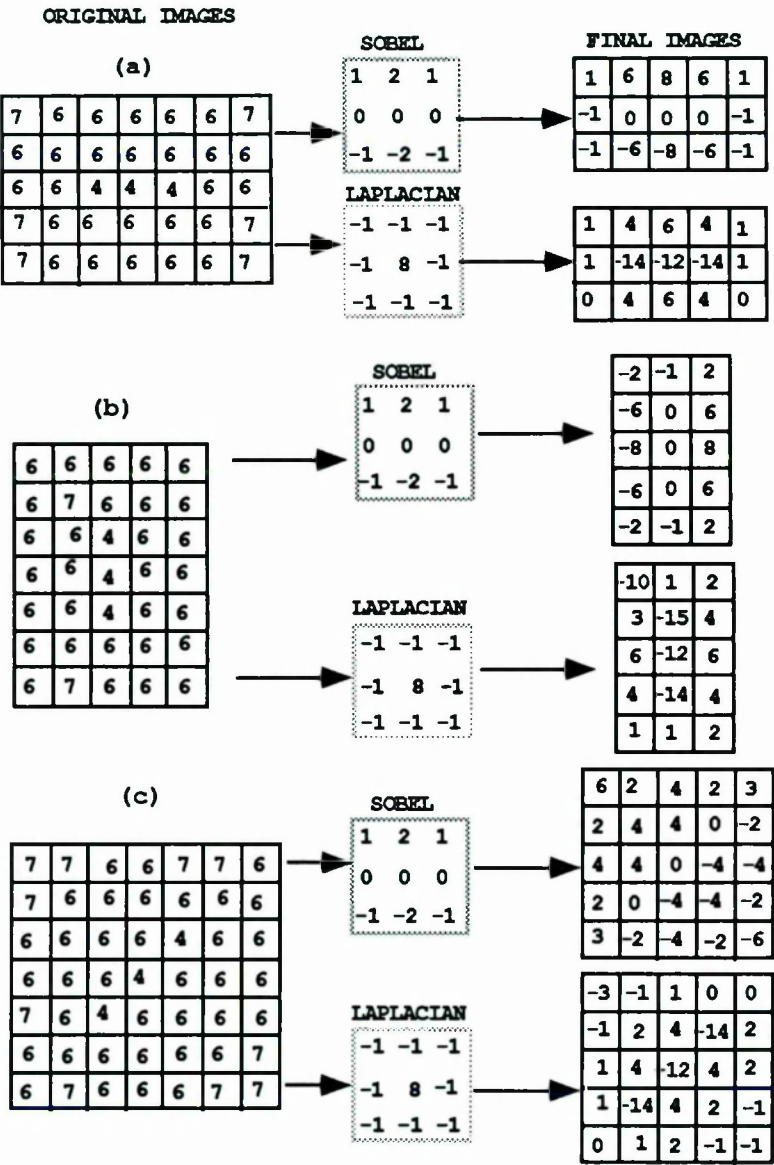 ORIGINAL IMAGES
(a)
7 6 6 6 6 6 7
6 6 6 6 6 6 6
6 6 4 4 4 6 6
7 6 6 6 6 6 7
7 6 6 6 6 6 7
SOBEL
1 2 1
0 0 0
-1 -2 -1
LAPLACIAN
-1 -1 -1
-1 8 -1
-1 -1 -1
FINAL IMAGES
1 6 8 6 1
-1 0 0 0 -1
-1 -6 -8 -6 -1
1 4 6 4 1
1 -14 -12 -14 1
0 4 6 4 0
(b)
6 6 6 6 6
6 7 6 6 6
6 6 4 6 6
6 6 4 6 6
6 6 4 6 6
6 6 6 6 6
6 7 6 6 6
SOBEL
1 2 1
0 0 0
-1 -2 -1
-2 -1 2
-6 0 6
-8 0 8
-6 0 6
-2 -1 2
LAPLACIAN
-1 -1 -1
-1 8 -1
-1 -1 -1
-10 1 2
3 -15 4
6 -12 6
4 -14 4
1 1 2
(c)
7 7 6 6 7 7 6
7 6 6 6 6 6 6
6 6 6 6 4 6 6
6 6 6 4 6 6 6
7 6 4 6 6 6 6
6 6 6 6 6 6 7
6 7 6 6 6 7 7
SOBEL
1 2 1
0 0 0
-1 -2 -1
6 2 4 2 3
2 4 4 0 -2
4 4 0 -4 -4
2 0 -4 -4 -2
3 -2 -4 -2 -6
LAPLACIAN
-1 -1 -1
-1 8 -1
-1 -1 -1
-3 -1 1 0 0
-1 2 4 -14 2
1 4 -12 4 2
1 -14 4 2 -1
0 1 2 -1 -1